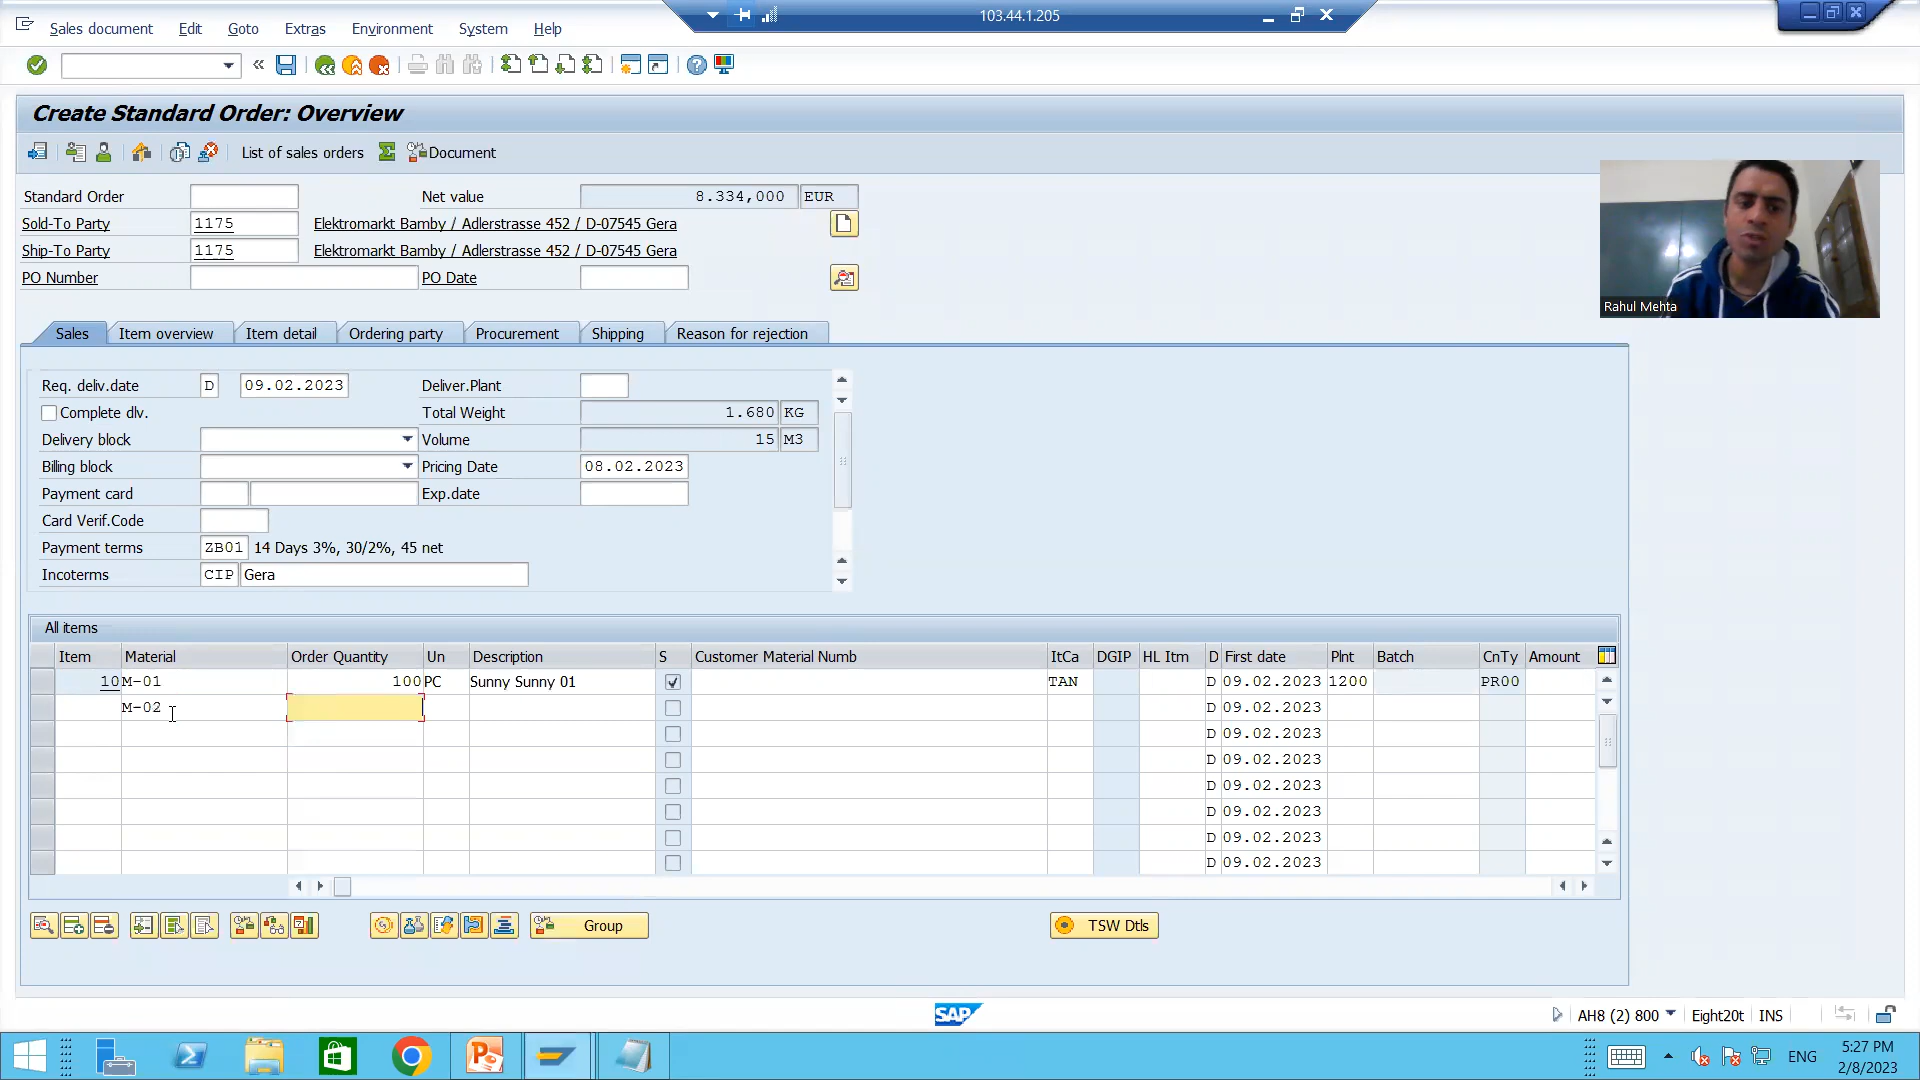 103.44.1.205
Sales document Edit Goto Extras Environment System Help
Create Standard Order: Overview
List of sales orders Document
Standard Order Net value 8.334,000 EUR
Sold-To Party 1175 Elektromarkt Bamby / Adlerstrasse 452 / D-07545 Gera
Ship-To Party 1175 Elektromarkt Bamby / Adlerstrasse 452 / D-07545 Gera
PO Number PO Date
Rahul Mehta
Sales Item overview Item detail Ordering party Procurement Shipping Reason for rejection
Req. deliv.date D 09.02.2023 Deliver.Plant
Complete dlv. Total Weight 1.680 KG
Delivery block Volume 15 M3
Billing block Pricing Date 08.02.2023
Payment card Exp.date
Card Verif.Code
Payment terms ZB01 14 Days 3%, 30/2%, 45 net
Incoterms CIP Gera
All items
Item Material Order Quantity Un Description S Customer Material Numb ItCa DGIP HL Itm D First date Plnt Batch CnTy Amount
10 M-01 100 PC Sunny Sunny 01 TAN D 09.02.2023 1200 PR00
M-02 D 09.02.2023
D 09.02.2023
D 09.02.2023
D 09.02.2023
D 09.02.2023
D 09.02.2023
D 09.02.2023
Group TSW Dtls
SAP AH8 (2) 800 Eight20t INS
ENG 5:27 PM
2/8/2023